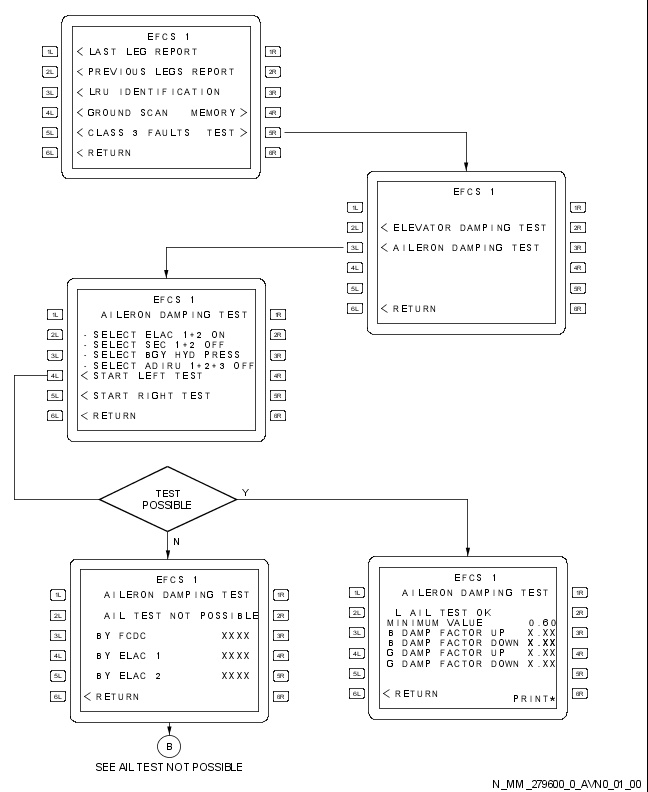 EFCS 1
1L < LAST LEG REPORT 1R
2L < PREVIOUS LEGS REPORT 2R
3L < LRU IDENTIFICATION 3R
4L < GROUND SCAN MEMORY > 4R
5L < CLASS 3 FAULTS TEST > 5R
6L < RETURN 6R
EFCS 1
1L 1R
2L < ELEVATOR DAMPING TEST 2R
3L < AILERON DAMPING TEST 3R
4L 4R
5L 5R
6L < RETURN 6R
EFCS 1
1L AILERON DAMPING TEST 1R
2L - SELECT ELAC 1+2 ON 2R
- SELECT SEC 1+2 OFF
3L - SELECT BGY HYD PRESS 3R
- SELECT ADIRU 1+2+3 OFF
4L < START LEFT TEST 4R
5L < START RIGHT TEST 5R
6L < RETURN 6R
TEST
POSSIBLE
Y
N
EFCS 1
1L AILERON DAMPING TEST 1R
2L AIL TEST NOT POSSIBLE 2R
3L BY FCDC XXXX 3R
4L BY ELAC 1 XXXX 4R
5L BY ELAC 2 XXXX 5R
6L < RETURN 6R
EFCS 1
1L AILERON DAMPING TEST 1R
2L L AIL TEST OK 2R
MINIMUM VALUE 0.60
3L B DAMP FACTOR UP X.XX 3R
B DAMP FACTOR DOWN X.XX
4L G DAMP FACTOR UP X.XX 4R
G DAMP FACTOR DOWN X.XX
5L 5R
6L < RETURN PRINT* 6R
B
SEE AIL TEST NOT POSSIBLE
N_MM_279600_0_AVN0_01_00